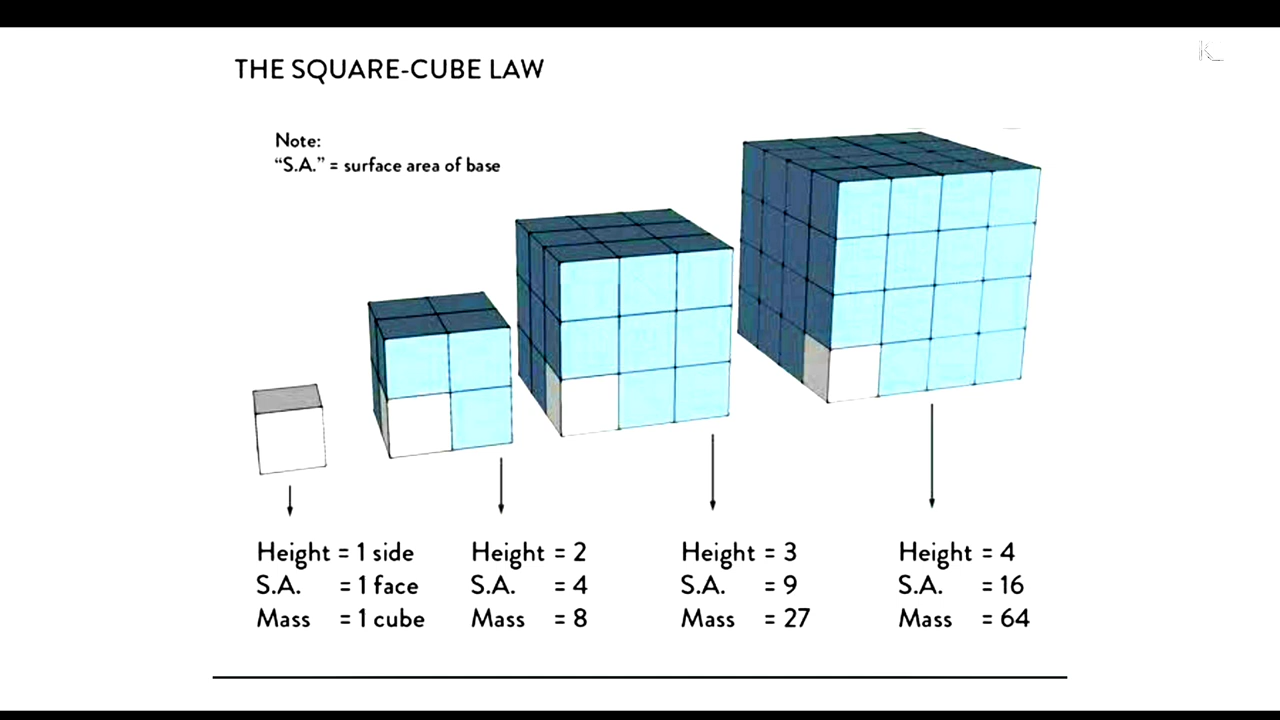 THE SQUARE-CUBE LAW
Note:
“S.A.” = surface area of base
Height = 1 side
S.A. = 1 face
Mass = 1 cube
Height = 2
S.A. = 4
Mass = 8
Height = 3
S.A. = 9
Mass = 27
Height = 4
S.A. = 16
Mass = 64